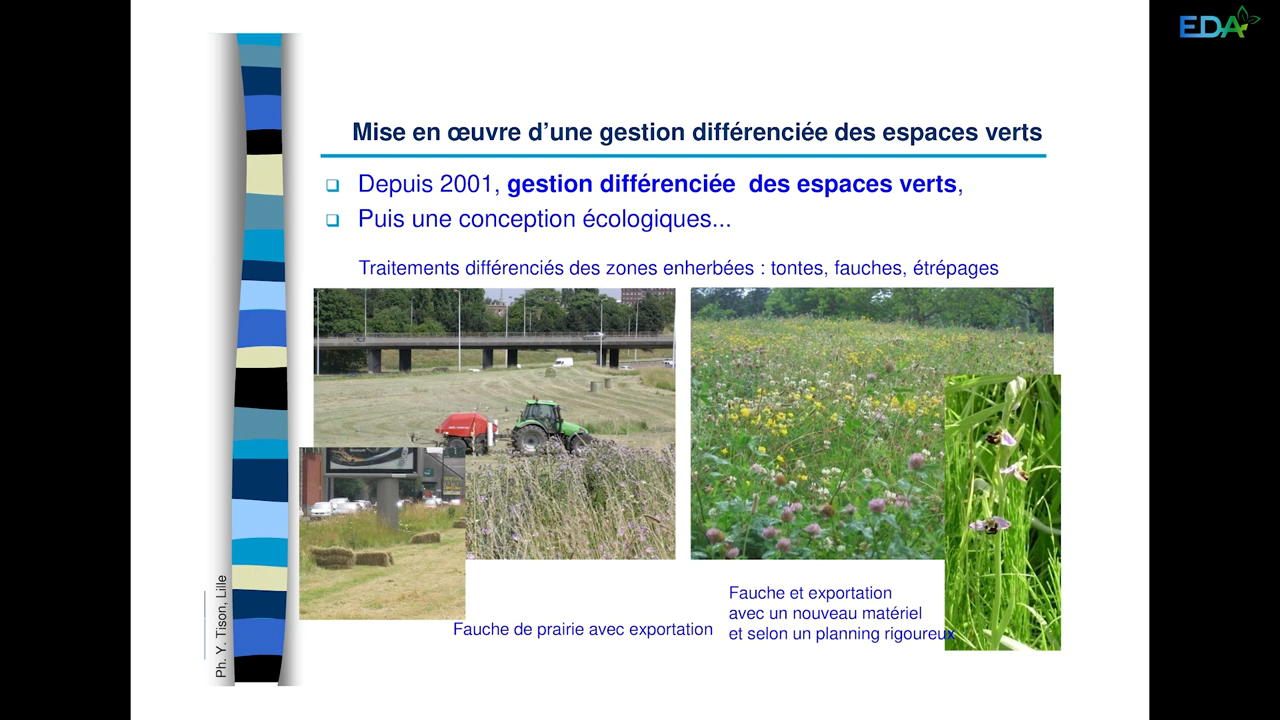 EDA
Mise en œuvre d’une gestion différenciée des espaces verts
Depuis 2001, gestion différenciée des espaces verts,
Puis une conception écologiques...
Traitements différenciés des zones enherbées : tontes, fauches, étrépages
Fauche de prairie avec exportation
Fauche et exportation
avec un nouveau matériel
et selon un planning rigoureux
Ph. Y. Tison, Lille